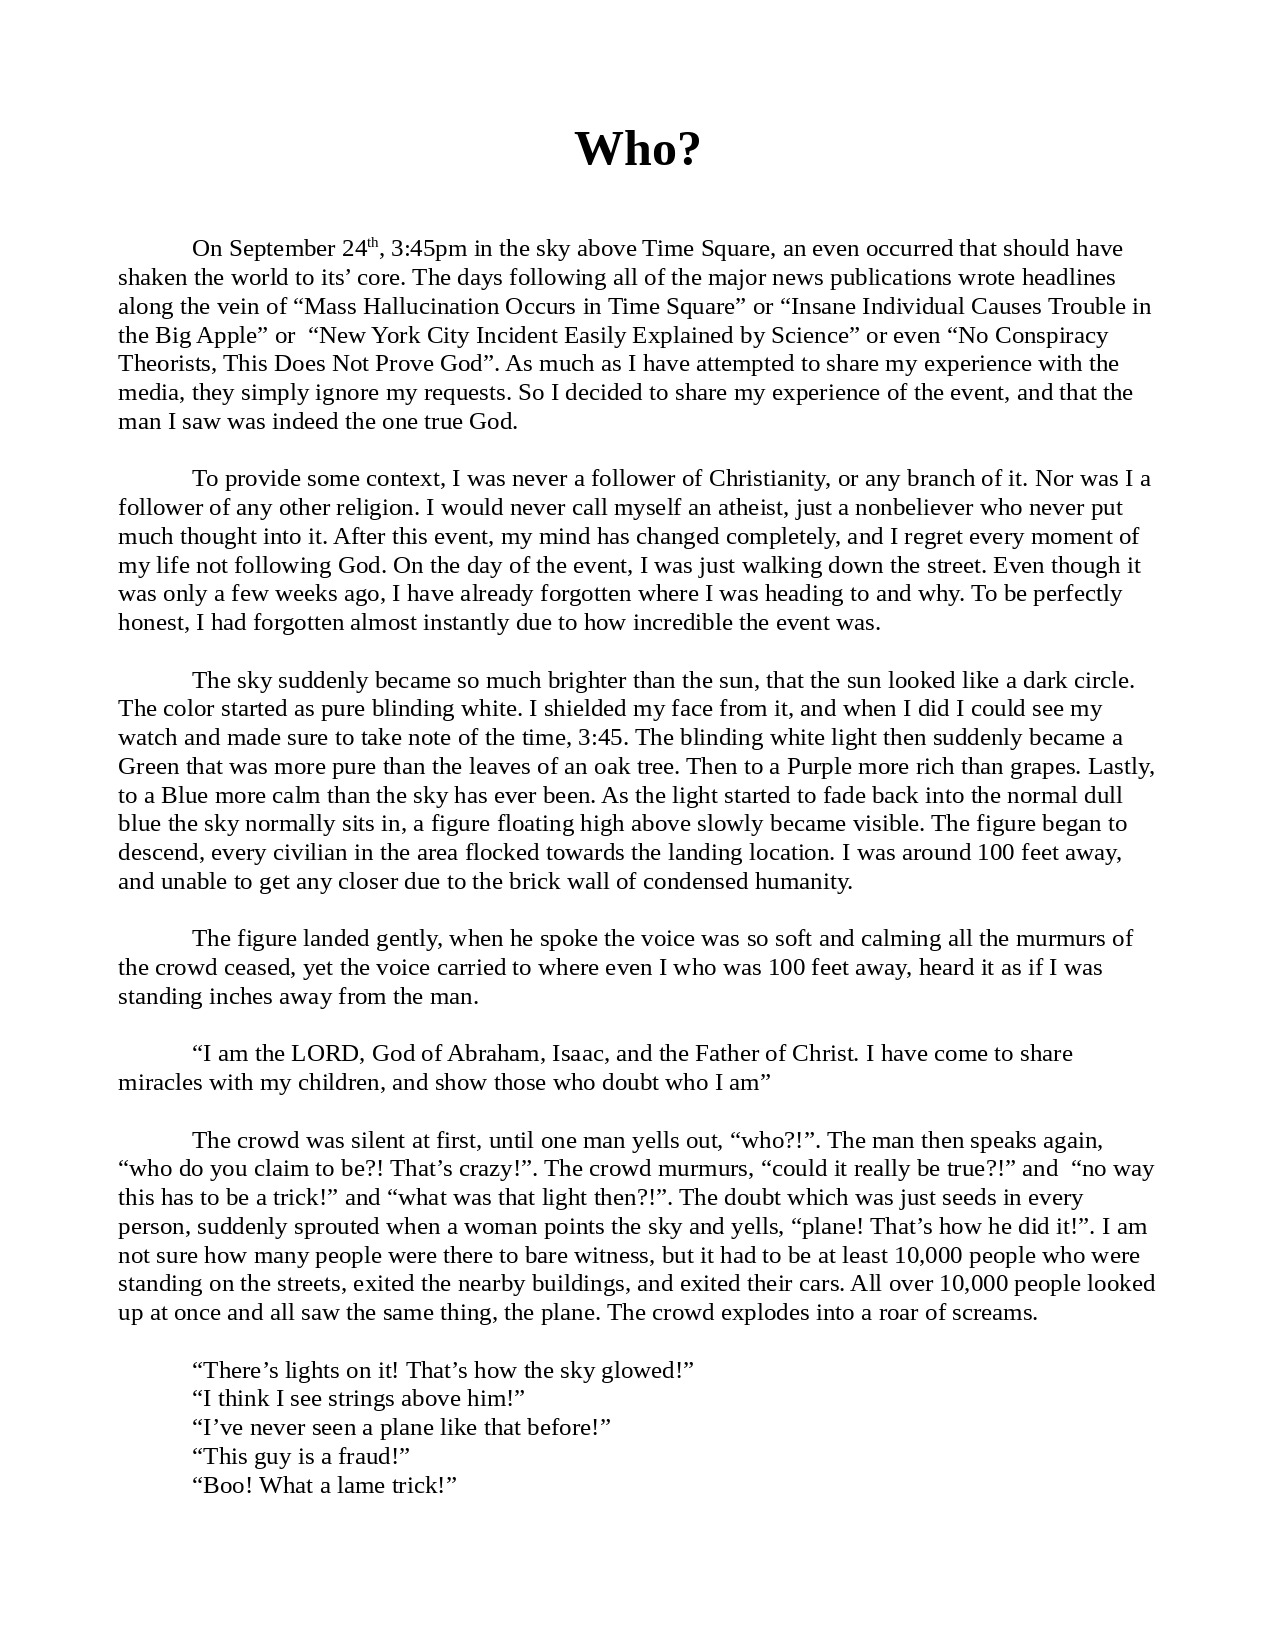 Who?
On September 24th, 3:45pm in the sky above Time Square, an even occurred that should have
shaken the world to its’ core. The days following all of the major news publications wrote headlines
along the vein of “Mass Hallucination Occurs in Time Square” or “Insane Individual Causes Trouble in
the Big Apple” or  “New York City Incident Easily Explained by Science” or even “No Conspiracy
Theorists, This Does Not Prove God”. As much as I have attempted to share my experience with the
media, they simply ignore my requests. So I decided to share my experience of the event, and that the
man I saw was indeed the one true God.
To provide some context, I was never a follower of Christianity, or any branch of it. Nor was I a
follower of any other religion. I would never call myself an atheist, just a nonbeliever who never put
much thought into it. After this event, my mind has changed completely, and I regret every moment of
my life not following God. On the day of the event, I was just walking down the street. Even though it
was only a few weeks ago, I have already forgotten where I was heading to and why. To be perfectly
honest, I had forgotten almost instantly due to how incredible the event was.
The sky suddenly became so much brighter than the sun, that the sun looked like a dark circle.
The color started as pure blinding white. I shielded my face from it, and when I did I could see my
watch and made sure to take note of the time, 3:45. The blinding white light then suddenly became a
Green that was more pure than the leaves of an oak tree. Then to a Purple more rich than grapes. Lastly,
to a Blue more calm than the sky has ever been. As the light started to fade back into the normal dull
blue the sky normally sits in, a figure floating high above slowly became visible. The figure began to
descend, every civilian in the area flocked towards the landing location. I was around 100 feet away,
and unable to get any closer due to the brick wall of condensed humanity.
The figure landed gently, when he spoke the voice was so soft and calming all the murmurs of
the crowd ceased, yet the voice carried to where even I who was 100 feet away, heard it as if I was
standing inches away from the man.
“I am the LORD, God of Abraham, Isaac, and the Father of Christ. I have come to share
miracles with my children, and show those who doubt who I am”
The crowd was silent at first, until one man yells out, “who?!”. The man then speaks again,
“who do you claim to be?! That’s crazy!”. The crowd murmurs, “could it really be true?!” and  “no way
this has to be a trick!” and “what was that light then?!”. The doubt which was just seeds in every
person, suddenly sprouted when a woman points the sky and yells, “plane! That’s how he did it!”. I am
not sure how many people were there to bare witness, but it had to be at least 10,000 people who were
standing on the streets, exited the nearby buildings, and exited their cars. All over 10,000 people looked
up at once and all saw the same thing, the plane. The crowd explodes into a roar of screams.
“There’s lights on it! That’s how the sky glowed!”
“I think I see strings above him!”
“I’ve never seen a plane like that before!”
“This guy is a fraud!”
“Boo! What a lame trick!”